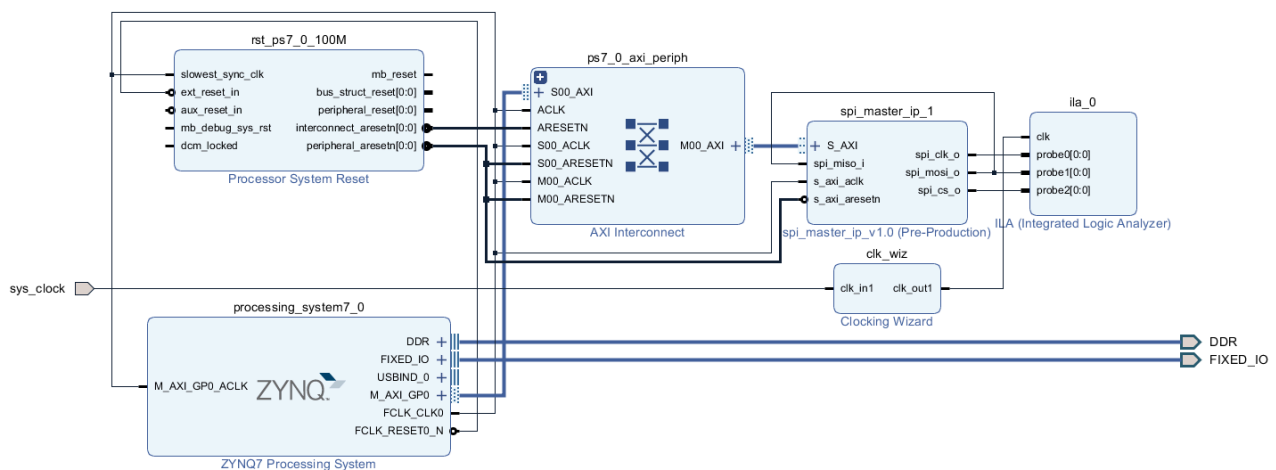 rst_ps7_0_100M
slowest_sync_clk
ext_reset_in
aux_reset_in
mb_debug_sys_rst
dcm_locked
mb_reset
bus_struct_reset[0:0]
peripheral_reset[0:0]
interconnect_aresetn[0:0]
peripheral_aresetn[0:0]
Processor System Reset
ps7_0_axi_periph
S00_AXI
ACLK
ARESETN
S00_ACLK
S00_ARESETN
M00_ACLK
M00_ARESETN
M00_AXI
AXI Interconnect
spi_master_ip_1
S_AXI
spi_miso_i
s_axi_aclk
s_axi_aresetn
spi_clk_o
spi_mosi_o
spi_cs_o
spi_master_ip_v1.0 (Pre-Production)
ila_0
clk
probe0[0:0]
probe1[0:0]
probe2[0:0]
ILA (Integrated Logic Analyzer)
clk_wiz
clk_in1
clk_out1
Clocking Wizard
sys_clock
processing_system7_0
M_AXI_GP0_ACLK
ZYNQ
DDR
FIXED_IO
USBIND_0
M_AXI_GP0
FCLK_CLK0
FCLK_RESET0_N
ZYNQ7 Processing System
DDR
FIXED_IO